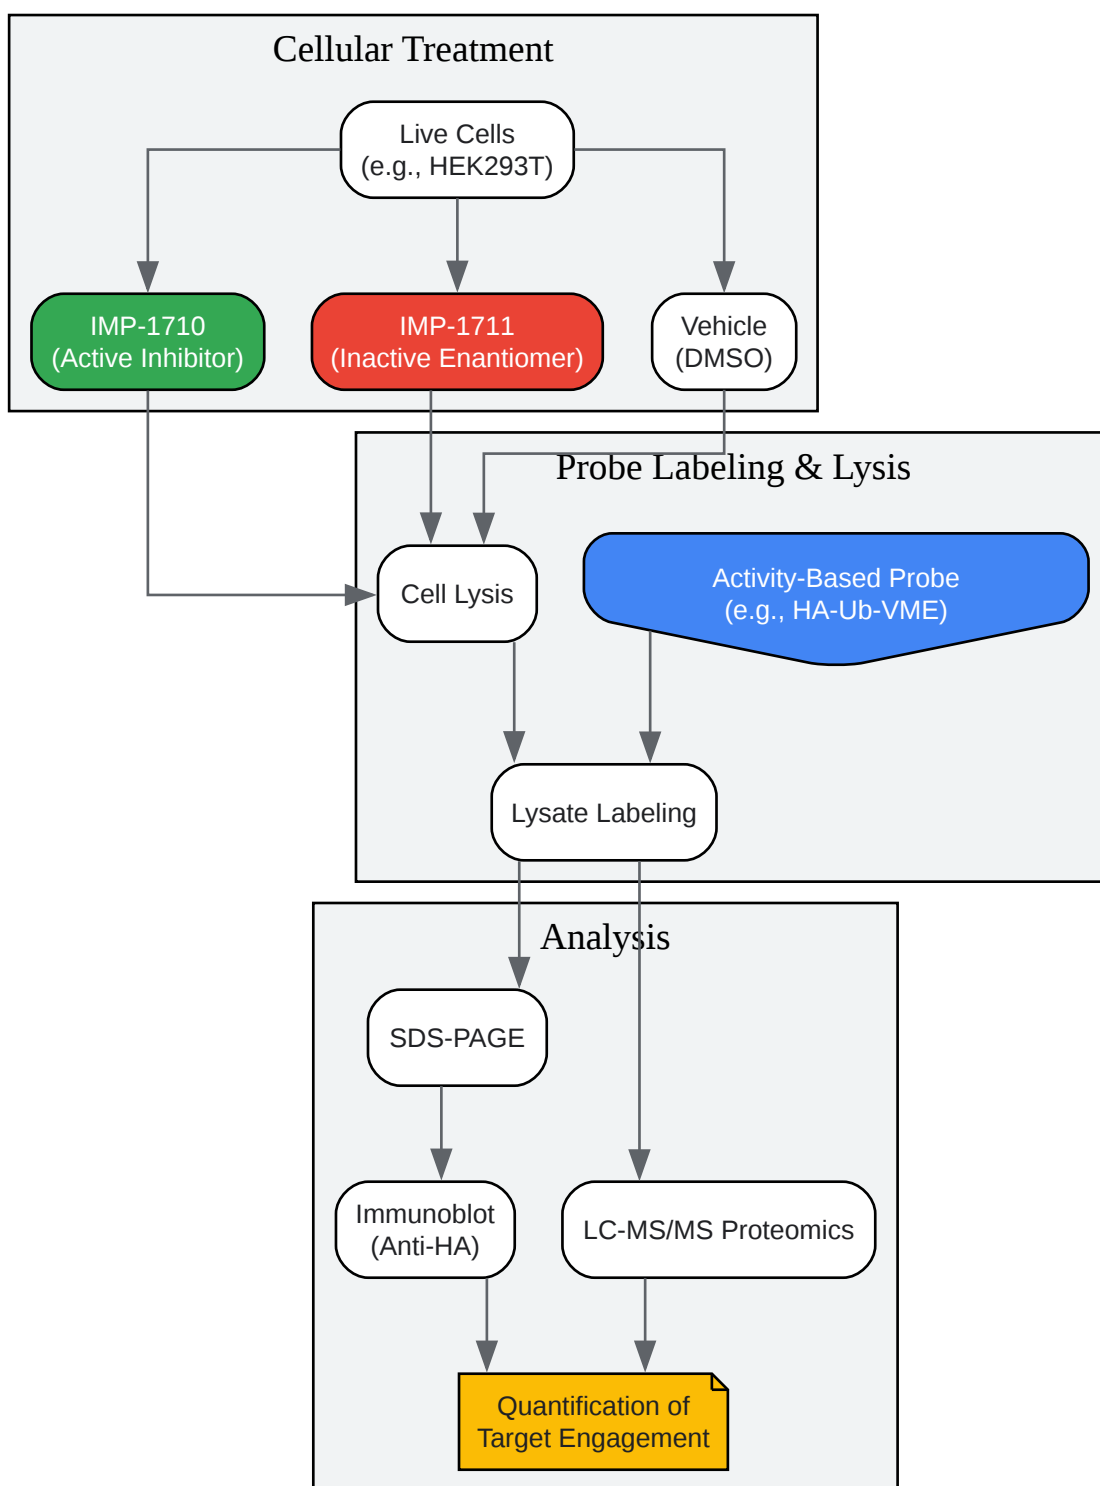 Cellular Treatment
Live Cells
(e.g., HEK293T)
IMP-1710
(Active Inhibitor)
IMP-1711
(Inactive Enantiomer)
Vehicle
(DMSO)
Probe Labeling & Lysis
Cell Lysis
Activity-Based Probe
(e.g., HA-Ub-VME)
Lysate Labeling
Analysis
SDS-PAGE
Immunoblot
(Anti-HA)
LC-MS/MS Proteomics
Quantification of
Target Engagement